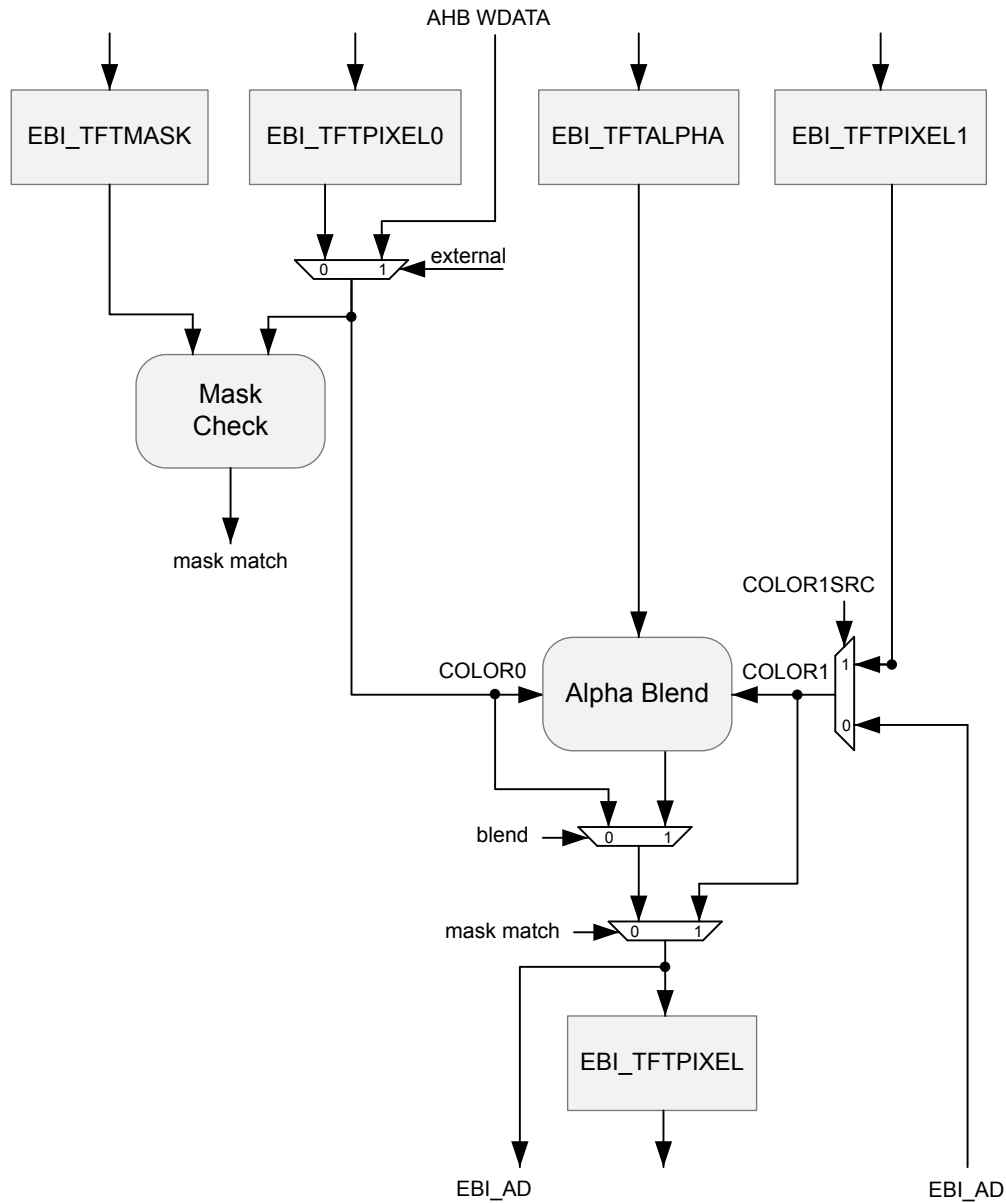 AHB WDATA
EBI_TFTMASK
EBI_TFTPIXEL0
EBI_TFTALPHA
EBI_TFTPIXEL1
external
0 1
Mask
Check
mask match
COLOR1SRC
1
COLOR0
Alpha Blend
COLOR1
0
blend
0 1
mask match
0 1
EBI_TFTPIXEL
EBI_AD
EBI_AD